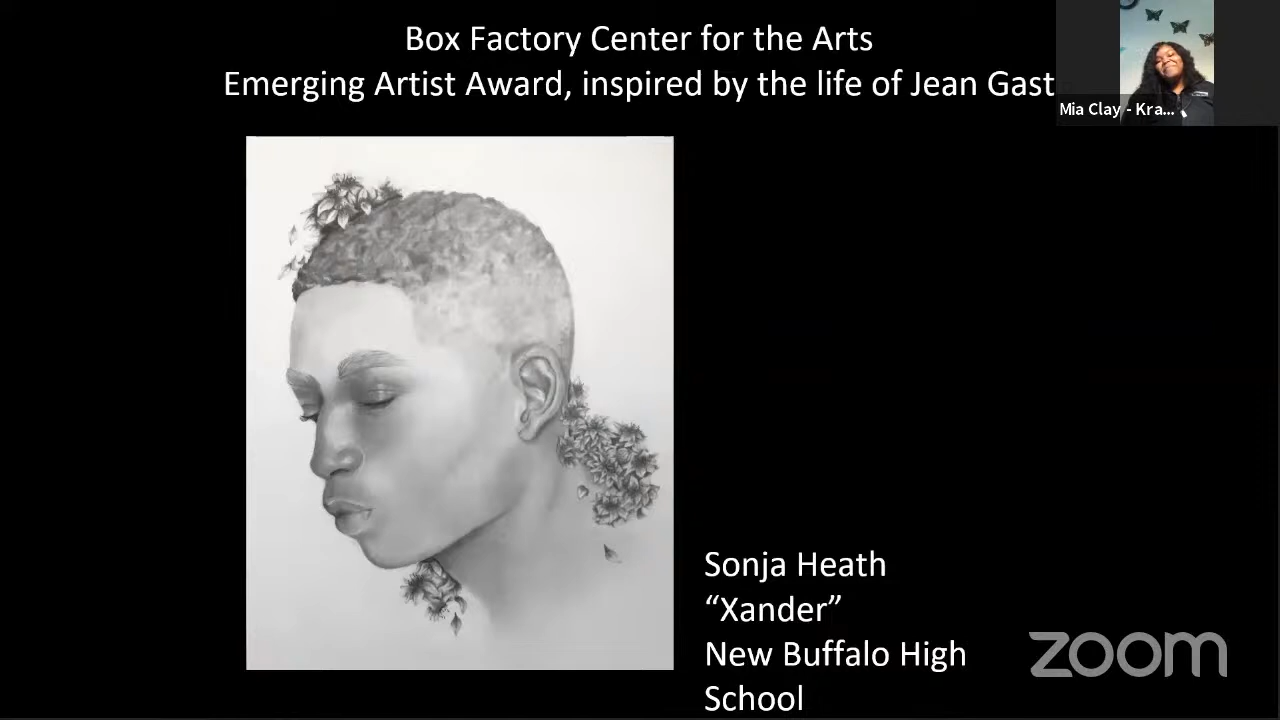 Box Factory Center for the Arts
Emerging Artist Award, inspired by the life of Jean Gast
Mia Clay - Kra...
Sonja Heath
“Xander”
New Buffalo High
School
zoom